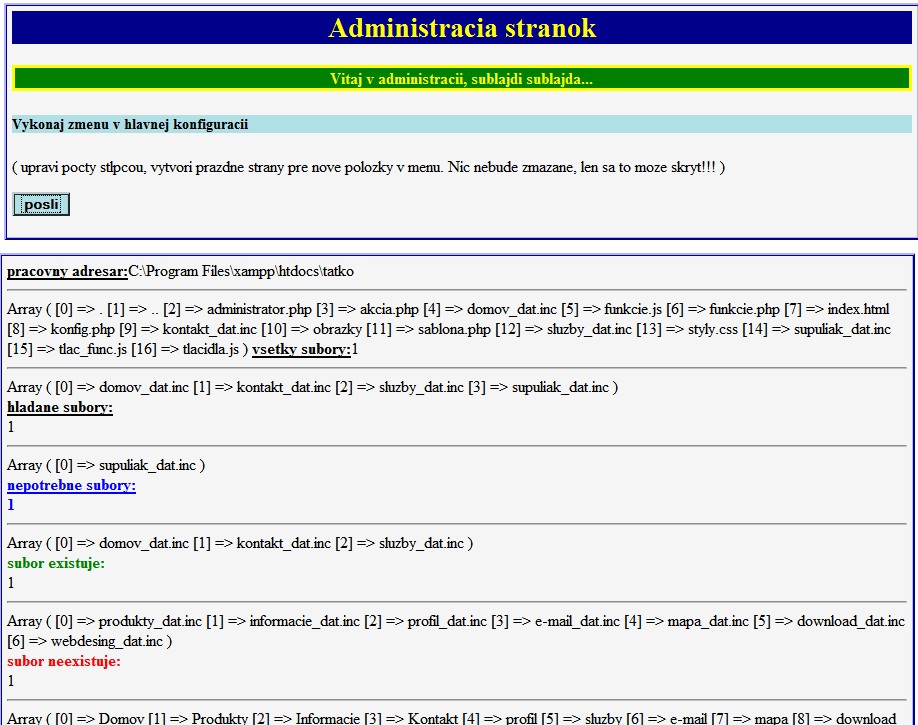 Administracia stranok
Vitaj v administracii, sublajdi sublajda...
Vykonaj zmenu v hlavnej konfiguracii
( upravi pocty stlpcou, vytvori prazdne strany pre nove polozky v menu. Nic nebude zmazane, len sa to moze skryt!!! )
posli
pracovny adresar:C:\Program Files\xampp\htdocs\tatko
Array ( [0] => . [1] => .. [2] => administrator.php [3] => akcia.php [4] => domov_dat.inc [5] => funkcie.js [6] => funkcie.php [7] => index.html
[8] => konfig.php [9] => kontakt_dat.inc [10] => obrazky [11] => sablona.php [12] => sluzby_dat.inc [13] => styly.css [14] => supuliak_dat.inc
[15] => tlac_func.js [16] => tlacidla.js ) vsetky subory:1
Array ( [0] => domov_dat.inc [1] => kontakt_dat.inc [2] => sluzby_dat.inc [3] => supuliak_dat.inc )
hladane subory:
1
Array ( [0] => supuliak_dat.inc )
nepotrebne subory:
1
Array ( [0] => domov_dat.inc [1] => kontakt_dat.inc [2] => sluzby_dat.inc )
subor existuje:
1
Array ( [0] => produkty_dat.inc [1] => informacie_dat.inc [2] => profil_dat.inc [3] => e-mail_dat.inc [4] => mapa_dat.inc [5] => download_dat.inc
[6] => webdesing_dat.inc )
subor neexistuje:
1
Array ( [0] => Domov [1] => Produkty [2] => Informacie [3] => Kontakt [4] => profil [5] => sluzby [6] => e-mail [7] => mapa [8] => download